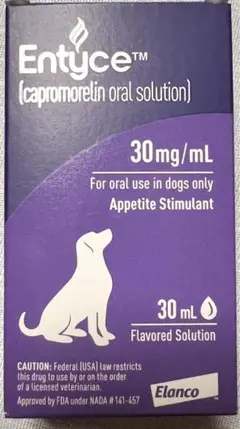 Entyce™
(capromorelin oral solution)
30mg/mL
For oral use in dogs only
Appetite Stimulant
30 mL
Flavored Solution
CAUTION: Federal (USA) law restricts
this drug to use by or on the order
of a licensed veterinarian.
Approved by FDA under NADA # 141-457
Elanco